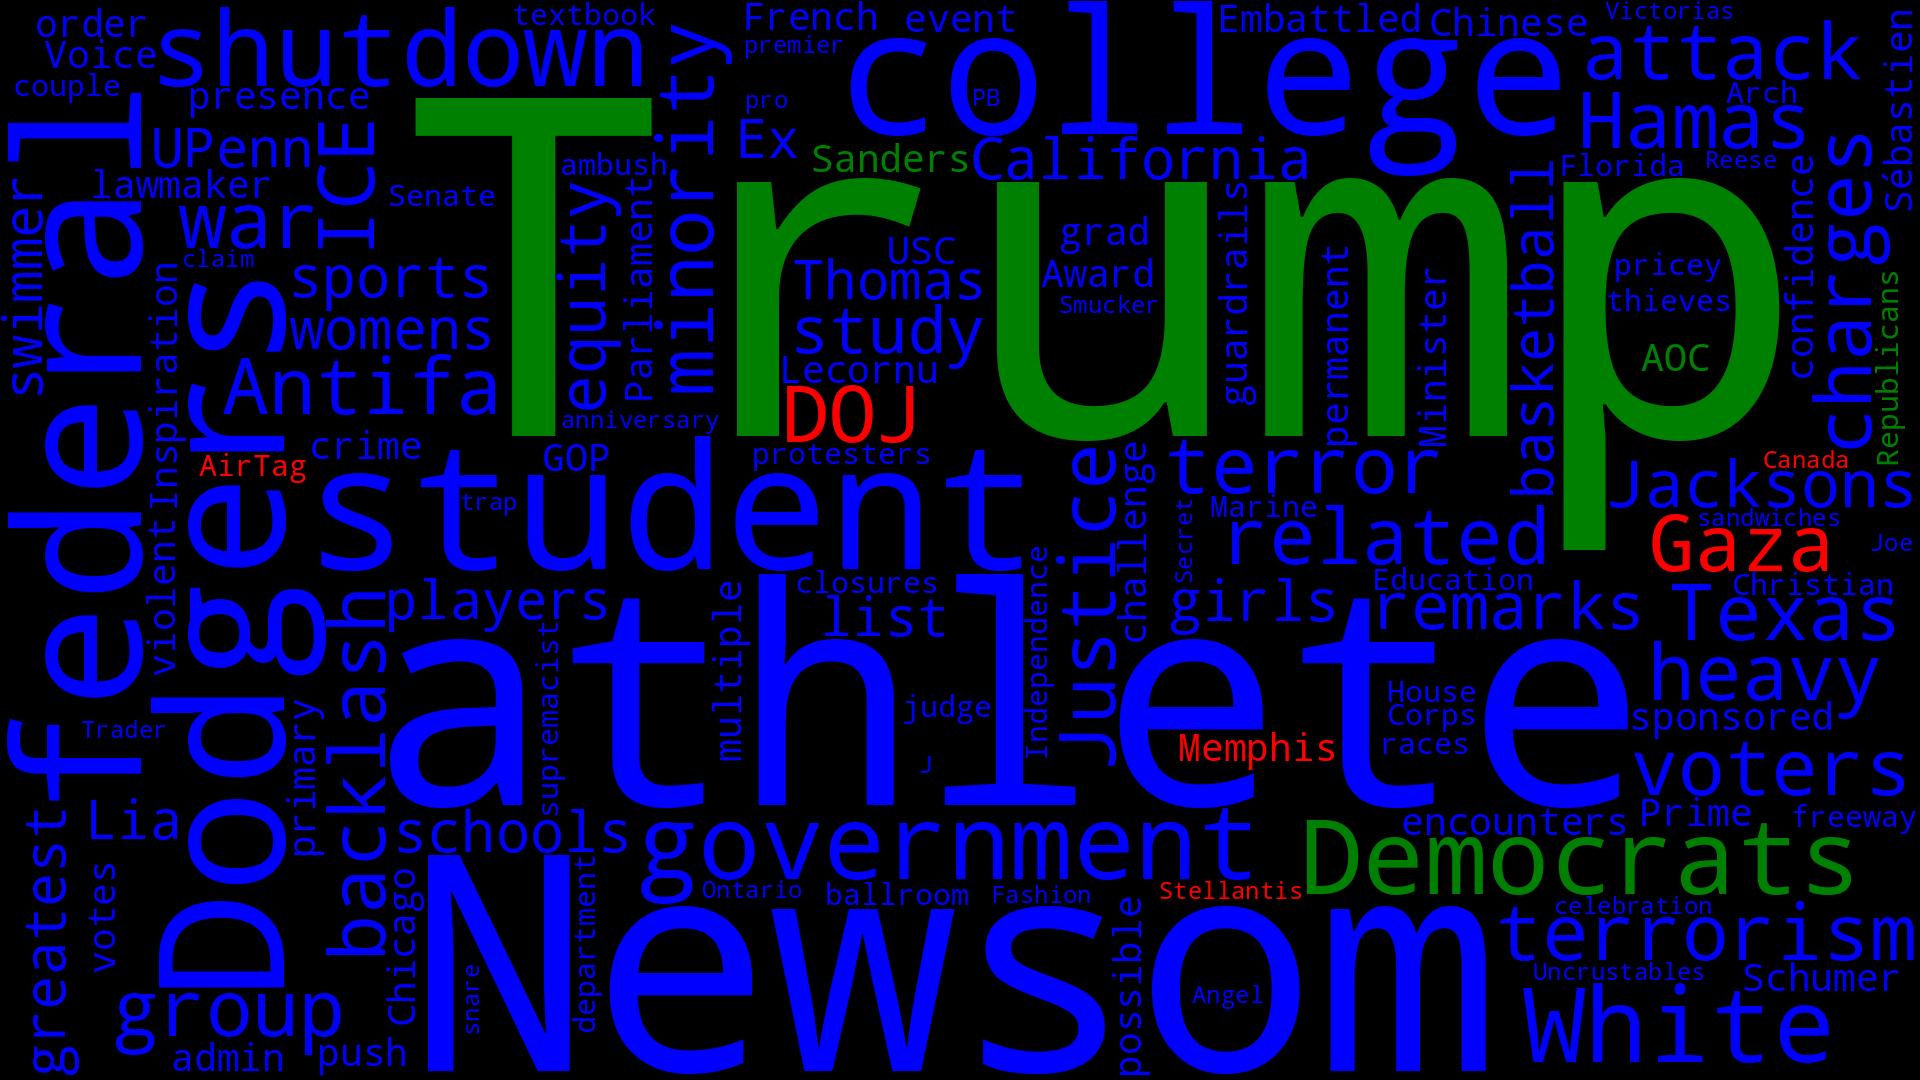 order
Voice
couple
shutdown
textbook
presence
French
event
premier
college
Embattled
Chinese
Victorias
attack
Arch
Hamas
Sébastien
federal
UPenn
lawmaker
ICE
war
Senate
ambush
minority
pro
PB
Ex
Sanders
California
Florida
Reese
swimmer
claim
sports
womens
Antifa
Inspiration
violent
Dodgers
Trump
equity
Parliament
anniversary
USC
Thomas
study
Lecornu
DOJ
grad
Award
Smucker
guardrails
permanent
Minister
basketball
pricey
thieves
AOC
confidence
charges
Republicans
crime
AirTag
GOP
protesters
student
trap
Justice
challenge
terror
Marine
related
Secret
Jacksons
Canada
sandwiches
Gaza
Joe
Christian
Texas
players
closures
list
girls
Education
remarks
backlash
athlete
supremacist
multiple
judge
J
Independence
Memphis
House
Corps
races
heavy
sponsored
voters
Trader
primary
Lia
greatest
votes
schools
government
encounters
Prime
freeway
Democrats
Chicago
department
Ontario
ballroom
Fashion
Stellantis
celebration
terrorism
Newsom
snare
Angel
possible
Uncrustables
Schumer
White
group
admin
push